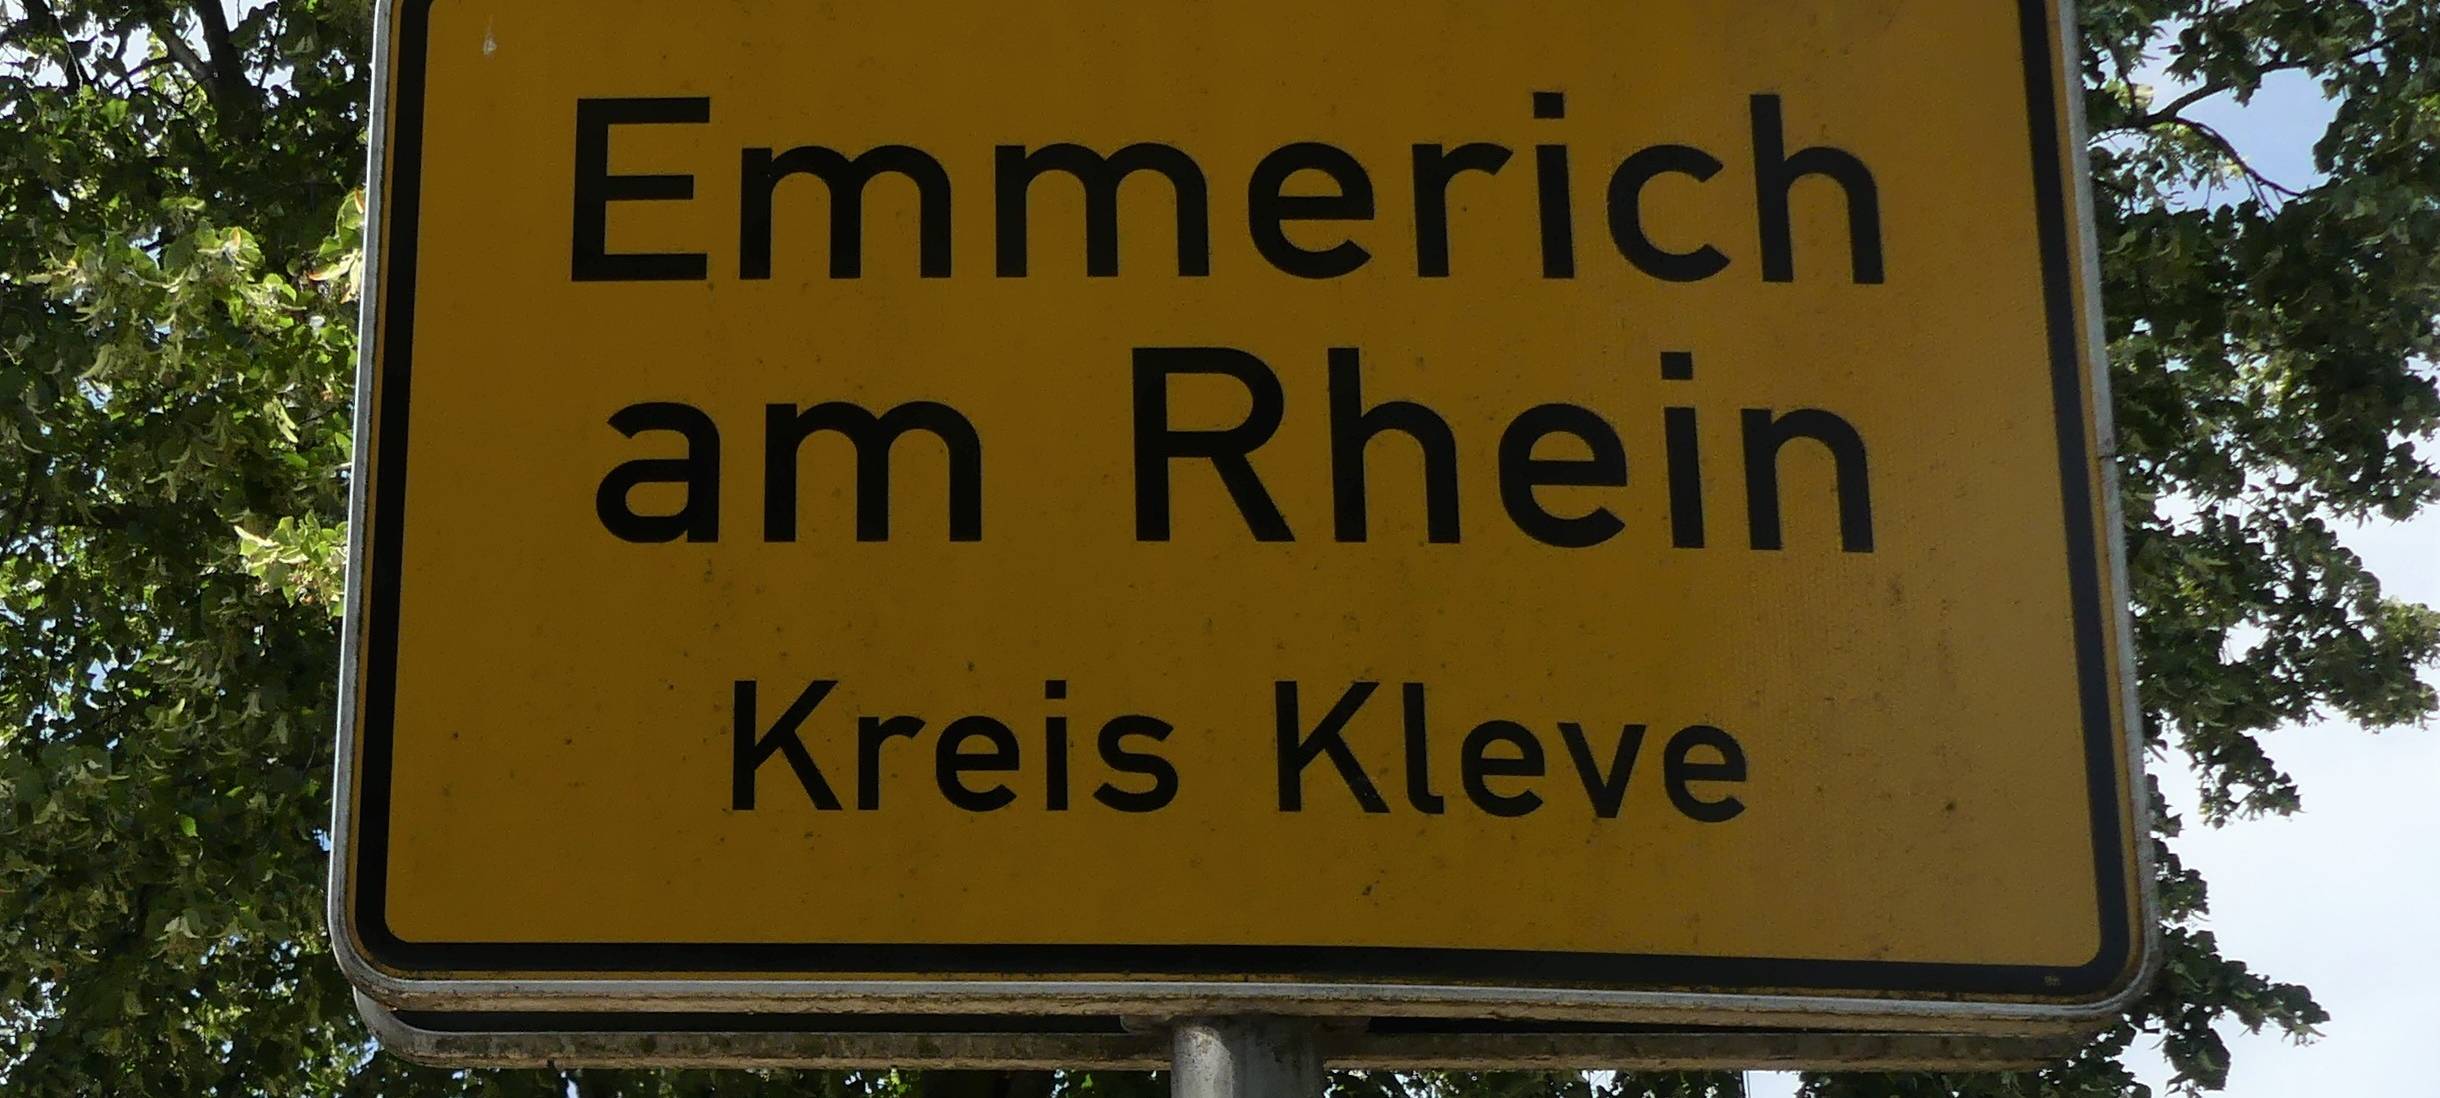 Emmerich
am Rhein
Kreis Kleve